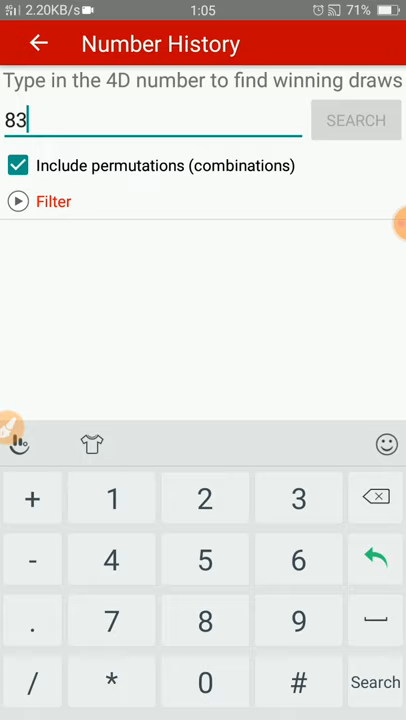 4G 2.20KB/s 1:05 71%
Number History
Type in the 4D number to find winning draws
83 SEARCH
Include permutations (combinations)
Filter
+ 1 2 3
- 4 5 6
. 7 8 9
/ * 0 # Search